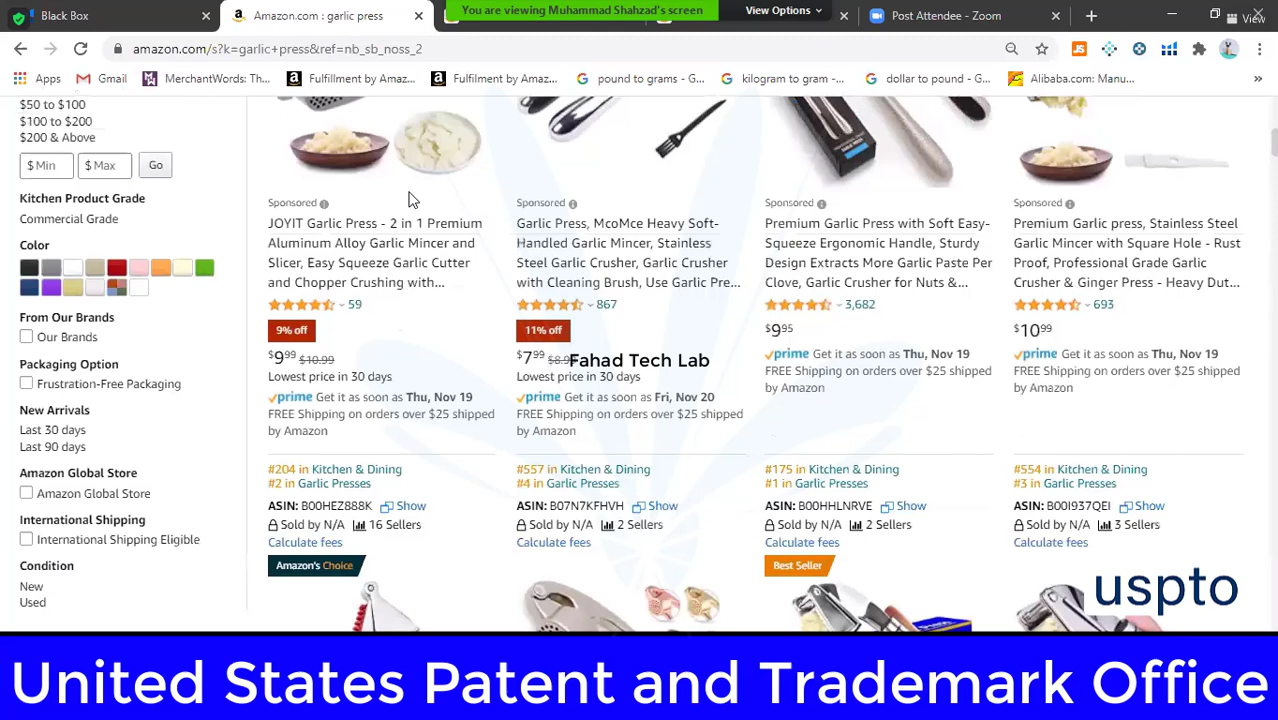 Black Box
Amazon.com : garlic press
You are viewing Muhammad Shahzad's screen
View Options
Post Attendee - Zoom
View
amazon.com/s?k=garlic+press&ref=nb_sb_noss_2
Apps
Gmail
MerchantWords: Th...
Fulfillment by Amaz...
Fulfilment by Amaz...
pound to grams - G...
kilogram to gram -...
dollar to pound - G...
Alibaba.com: Manu...
$50 to $100
$100 to $200
$200 & Above
$ Min
$ Max
Go
Kitchen Product Grade
Commercial Grade
Color
From Our Brands
Our Brands
Packaging Option
Frustration-Free Packaging
New Arrivals
Last 30 days
Last 90 days
Amazon Global Store
Amazon Global Store
International Shipping
International Shipping Eligible
Condition
New
Used
Sponsored
JOYIT Garlic Press - 2 in 1 Premium
Aluminum Alloy Garlic Mincer and
Slicer, Easy Squeeze Garlic Cutter
and Chopper Crushing with...
59
9% off
$9.99 $10.99
Lowest price in 30 days
prime Get it as soon as Thu, Nov 19
FREE Shipping on orders over $25 shipped
by Amazon
#204 in Kitchen & Dining
#2 in Garlic Presses
ASIN: B00HEZ888K Show
Sold by N/A 16 Sellers
Calculate fees
Amazon's Choice
Sponsored
Garlic Press, McoMce Heavy Soft-
Handled Garlic Mincer, Stainless
Steel Garlic Crusher, Garlic Crusher
with Cleaning Brush, Use Garlic Pre...
867
11% off
$7.99
Fahad Tech Lab
Lowest price in 30 days
prime Get it as soon as Fri, Nov 20
FREE Shipping on orders over $25 shipped
by Amazon
#557 in Kitchen & Dining
#4 in Garlic Presses
ASIN: B07N7KFHVH Show
Sold by N/A 2 Sellers
Calculate fees
Sponsored
Premium Garlic Press with Soft Easy-
Squeeze Ergonomic Handle, Sturdy
Design Extracts More Garlic Paste Per
Clove, Garlic Crusher for Nuts &...
3,682
$9.95
prime Get it as soon as Thu, Nov 19
FREE Shipping on orders over $25 shipped
by Amazon
#175 in Kitchen & Dining
#1 in Garlic Presses
ASIN: B00HHLNRVE Show
Sold by N/A 2 Sellers
Calculate fees
Best Seller
Sponsored
Premium Garlic press, Stainless Steel
Garlic Mincer with Square Hole - Rust
Proof, Professional Grade Garlic
Crusher & Ginger Press - Heavy Dut...
693
$10.99
prime Get it as soon as Thu, Nov 19
FREE Shipping on orders over $25 shipped
by Amazon
#554 in Kitchen & Dining
#3 in Garlic Presses
ASIN: B00I937QEI Show
Sold by N/A 3 Sellers
Calculate fees
uspto
United States Patent and Trademark Office